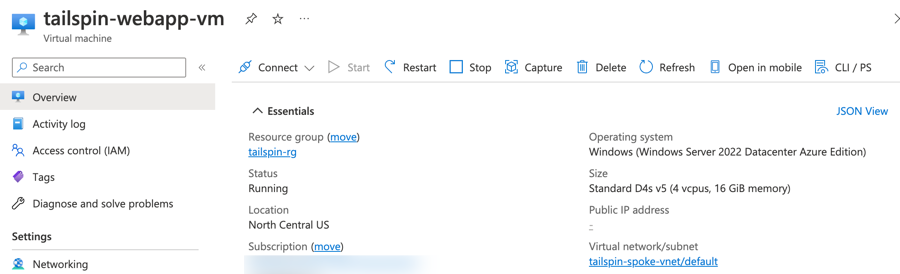 tailspin-webapp-vm
Virtual machine
Search
Overview
Activity log
Access control (IAM)
Tags
Diagnose and solve problems
Settings
Networking
Connect Start Restart Stop Capture Delete Refresh Open in mobile CLI / PS
Essentials JSON View
Resource group (move)
tailspin-rg
Status
Running
Location
North Central US
Subscription (move)
Operating system
Windows (Windows Server 2022 Datacenter Azure Edition)
Size
Standard D4s v5 (4 vcpus, 16 GiB memory)
Public IP address
-
Virtual network/subnet
tailspin-spoke-vnet/default